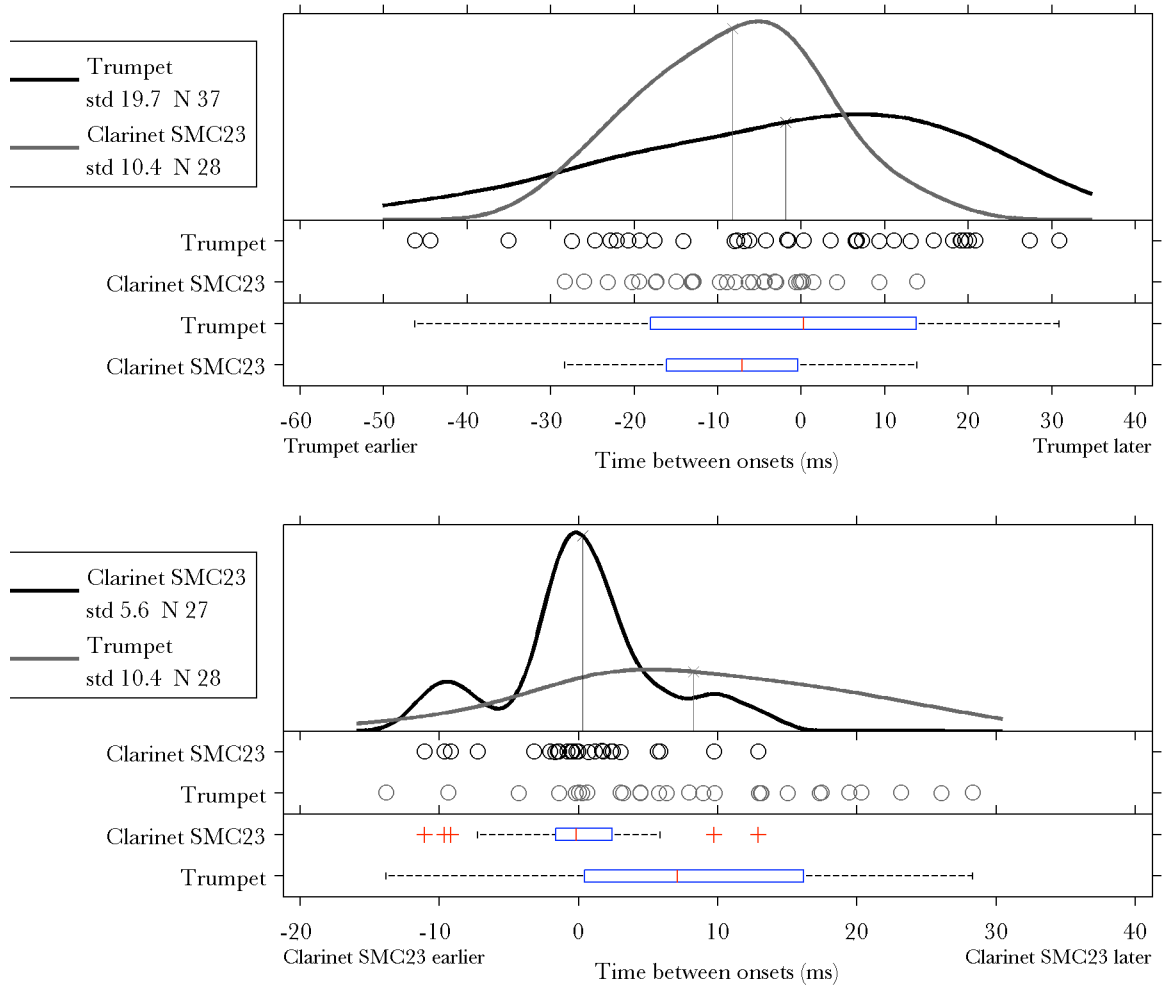 Trumpet
std 19.7 N 37
Clarinet SMC23
std 10.4 N 28
Trumpet
Clarinet SMC23
Trumpet
Clarinet SMC23
-60 -50 -40 -30 -20 -10 0 10 20 30 40
Trumpet earlier Trumpet later
Time between onsets (ms)
Clarinet SMC23
std 5.6 N 27
Trumpet
std 10.4 N 28
Clarinet SMC23
Trumpet
Clarinet SMC23
Trumpet
-20 -10 0 10 20 30 40
Clarinet SMC23 earlier Clarinet SMC23 later
Time between onsets (ms)